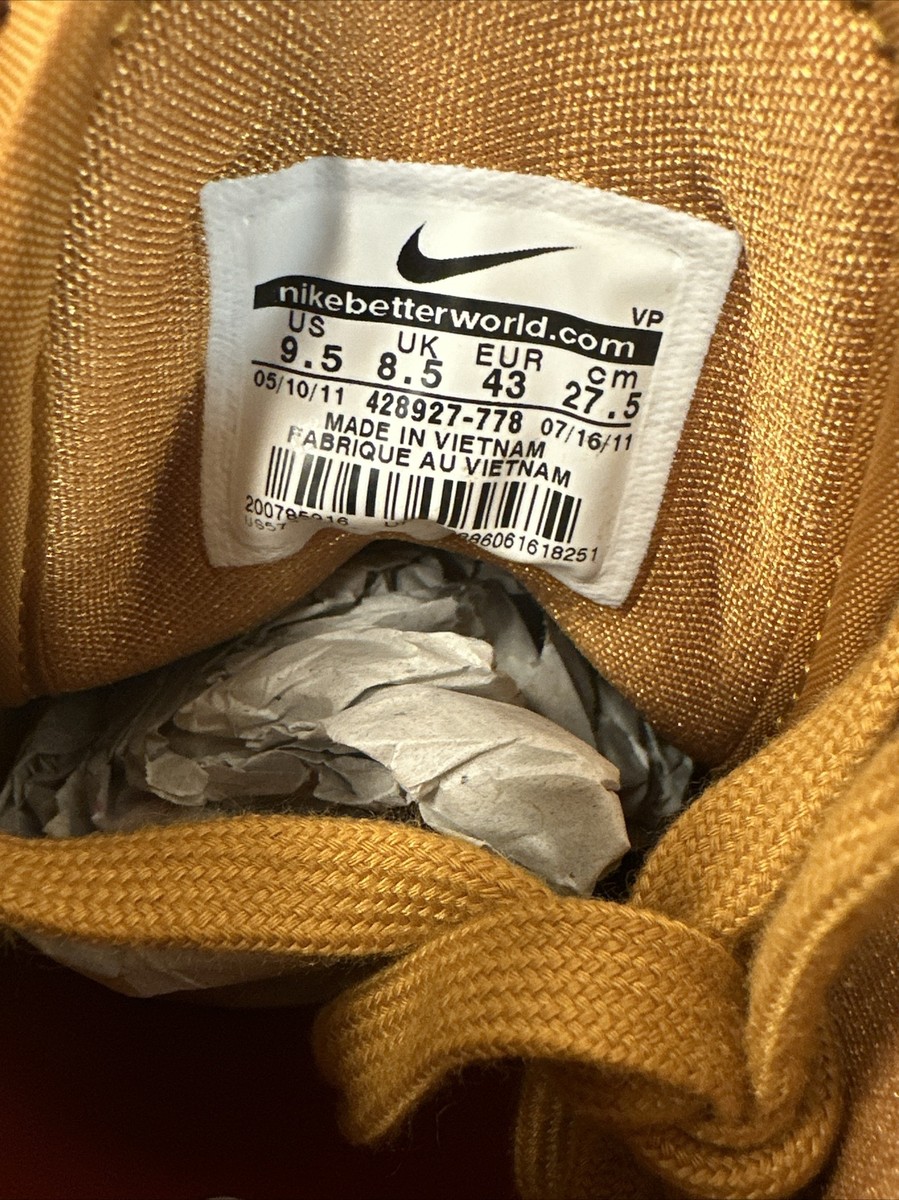 nikebetterworld.com
VP
US UK EUR cm
9.5 8.5 43 27.5
05/10/11 428927-778 07/16/11
MADE IN VIETNAM
FABRIQUE AU VIETNAM